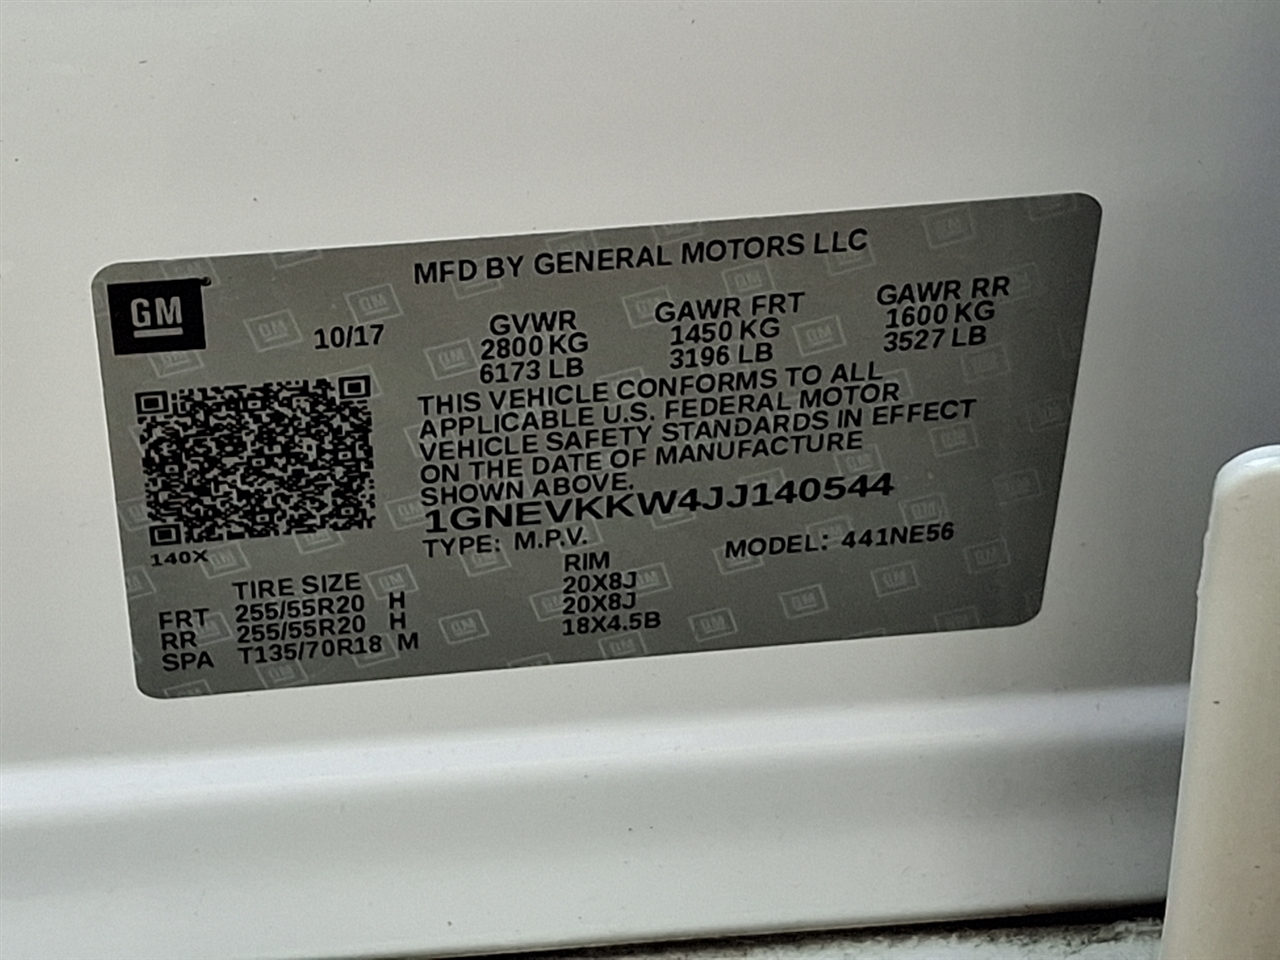 MFD BY GENERAL MOTORS LLC
GM
10/17
GVWR GAWR FRT GAWR RR
2800 KG 1450 KG 1600 KG
6173 LB 3196 LB 3527 LB
THIS VEHICLE CONFORMS TO ALL
APPLICABLE U.S. FEDERAL MOTOR
VEHICLE SAFETY STANDARDS IN EFFECT
ON THE DATE OF MANUFACTURE
SHOWN ABOVE.
1GNEVKKW4JJ140544
TYPE: M.P.V. MODEL: 441NE56
140X
TIRE SIZE RIM
FRT 255/55R20 H 20X8J
RR 255/55R20 H 20X8J
SPA T135/70R18 M 18X4.5B